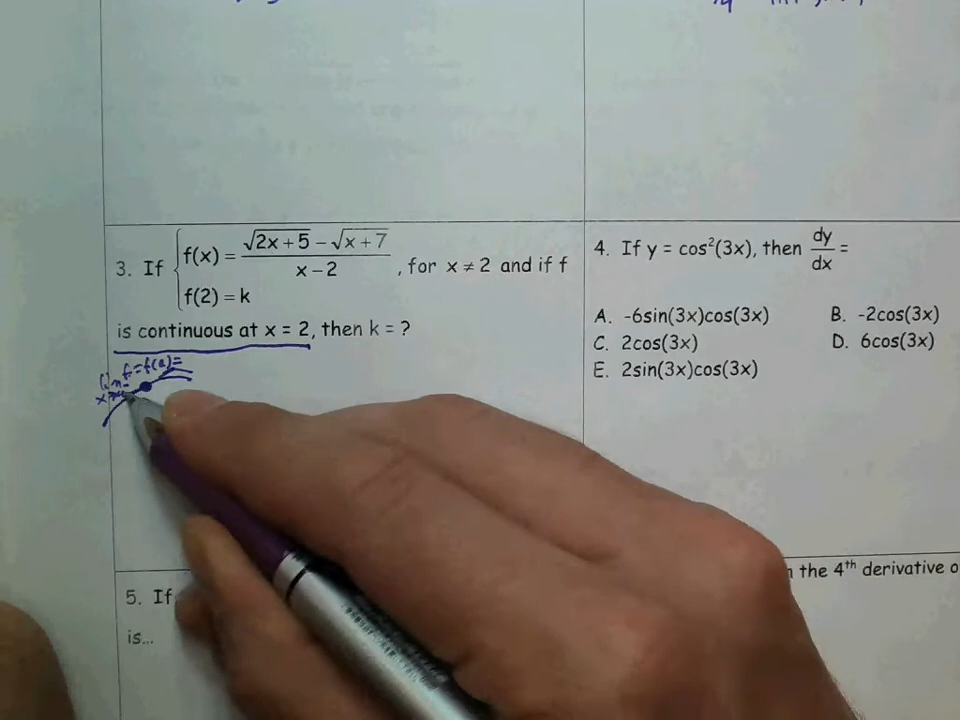 3. If { f(x) = (√2x+5 − √x+7) / (x−2) , for x ≠ 2 and if f
f(2) = k
is continuous at x = 2, then k = ?
lim f = f(2) =
4. If y = cos²(3x), then dy/dx =
A. -6sin(3x)cos(3x) B. -2cos(3x)
C. 2cos(3x) D. 6cos(3x)
E. 2sin(3x)cos(3x)
5. If
is...
the 4th derivative o